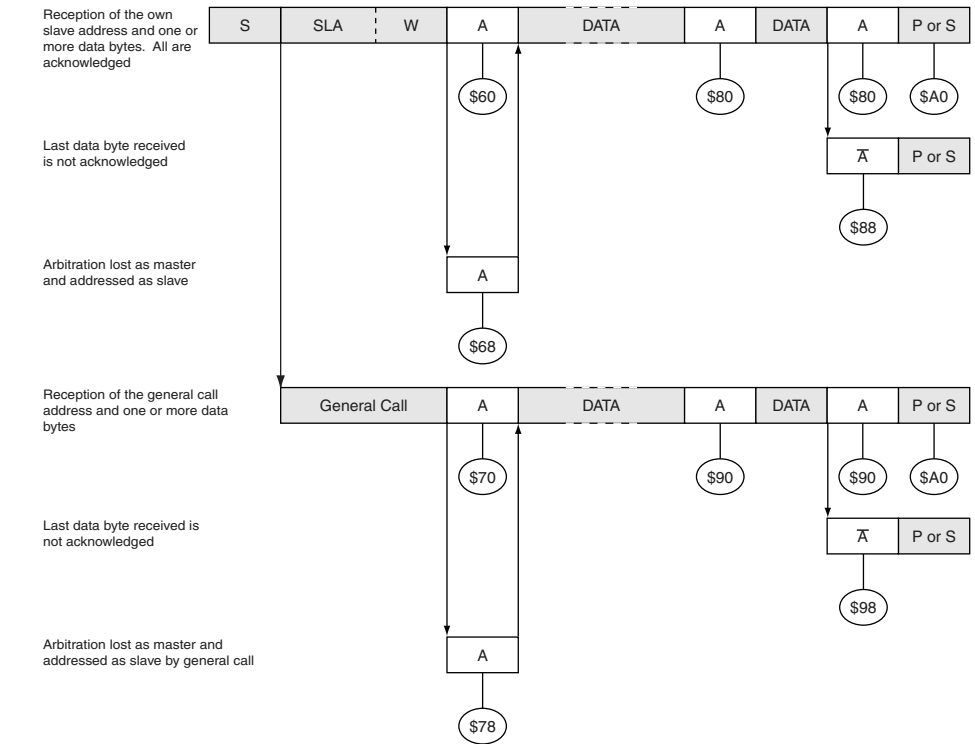 Reception of the own
slave address and one or
more data bytes. All are
acknowledged
S SLA W A DATA A DATA A P or S
$60 $80 $80 $A0
Last data byte received
is not acknowledged
A̅ P or S
$88
Arbitration lost as master
and addressed as slave
A
$68
Reception of the general call
address and one or more data
bytes
General Call A DATA A DATA A P or S
$70 $90 $90 $A0
Last data byte received is
not acknowledged
A̅ P or S
$98
Arbitration lost as master and
addressed as slave by general call
A
$78